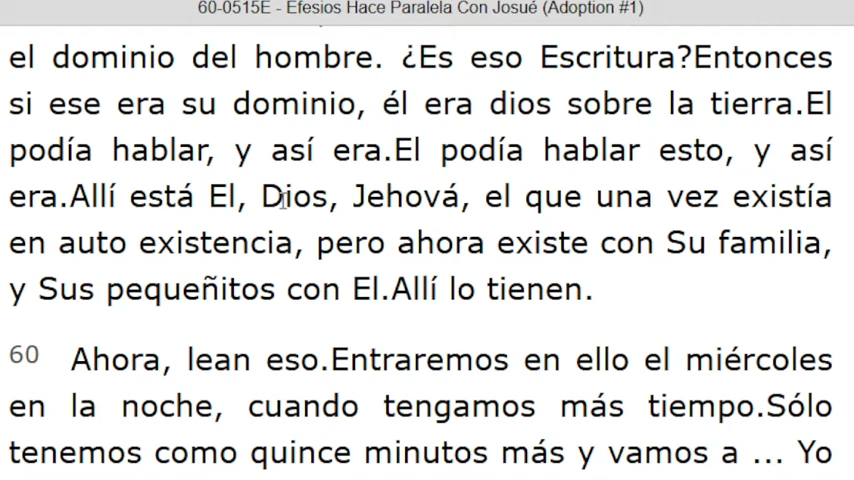 60-0515E - Efesios Hace Paralela Con Josué (Adoption #1)
el dominio del hombre. ¿Es eso Escritura?Entonces
si ese era su dominio, él era dios sobre la tierra.El
podía hablar, y así era.El podía hablar esto, y así
era.Allí está El, Dios, Jehová, el que una vez existía
en auto existencia, pero ahora existe con Su familia,
y Sus pequeñitos con El.Allí lo tienen.
60 Ahora, lean eso.Entraremos en ello el miércoles
en la noche, cuando tengamos más tiempo.Sólo
tenemos como quince minutos más y vamos a ... Yo